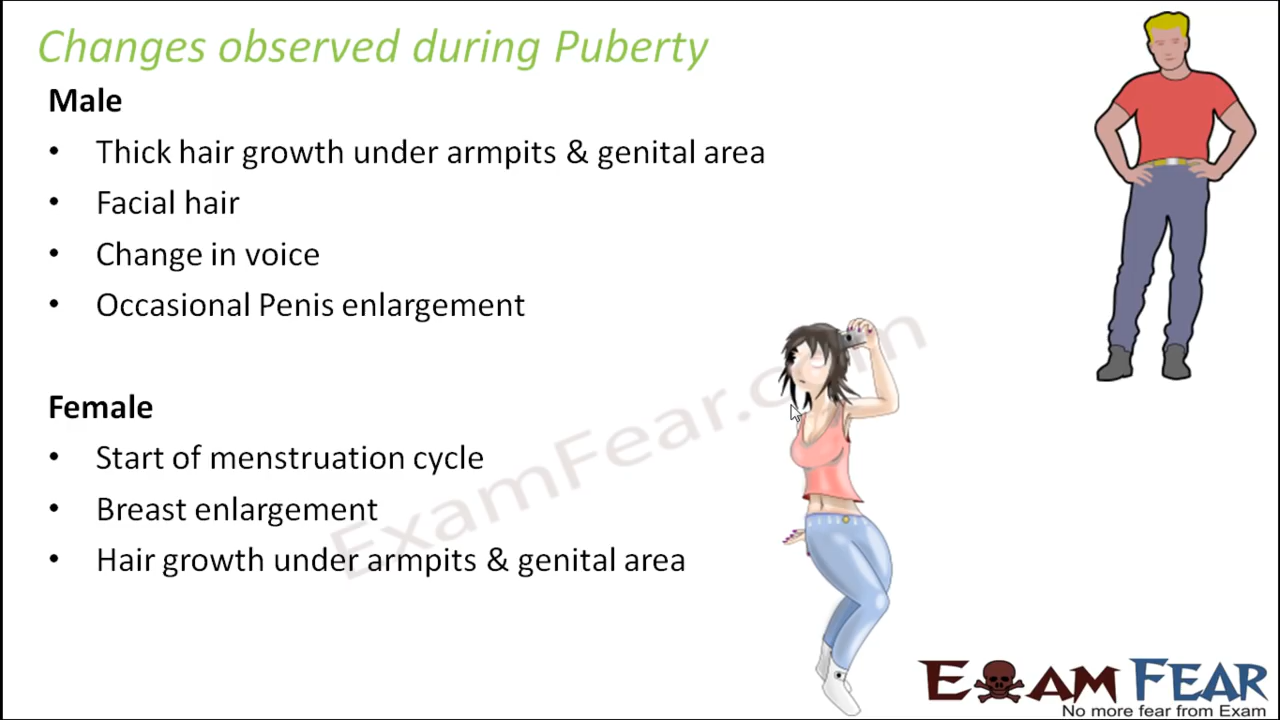 Changes observed during Puberty
Male
• Thick hair growth under armpits & genital area
• Facial hair
• Change in voice
• Occasional Penis enlargement
Female
• Start of menstruation cycle
• Breast enlargement
• Hair growth under armpits & genital area
ExamFear.com
EXAM FEAR
No more fear from Exam